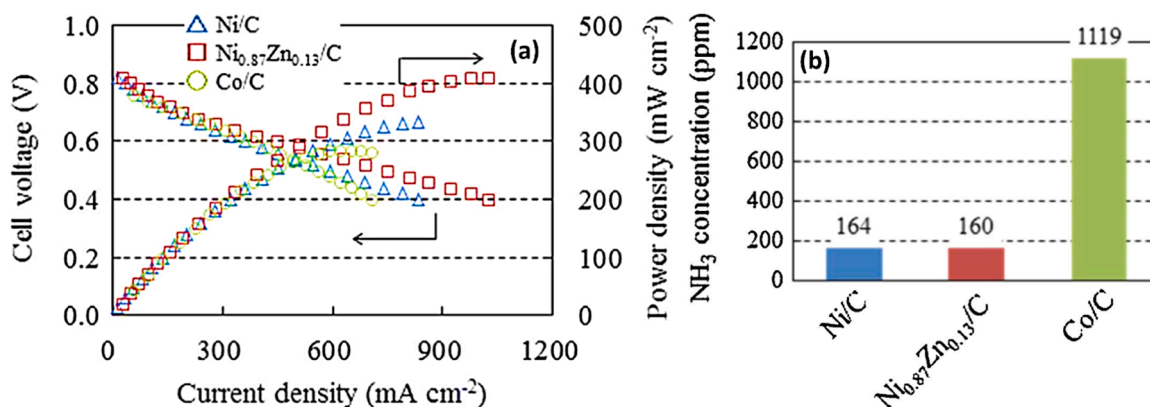 Cell voltage (V)
1.0
0.8
0.6
0.4
0.2
0.0
Ni/C
Ni0.87Zn0.13/C
Co/C
(a)
500
400
300
200
100
0
Power density (mW cm-2)
0
300
600
900
1200
Current density (mA cm-2)
NH3 concentration (ppm)
1200
1000
800
600
400
200
0
(b)
164
160
1119
Ni/C
Ni0.87Zn0.13/C
Co/C